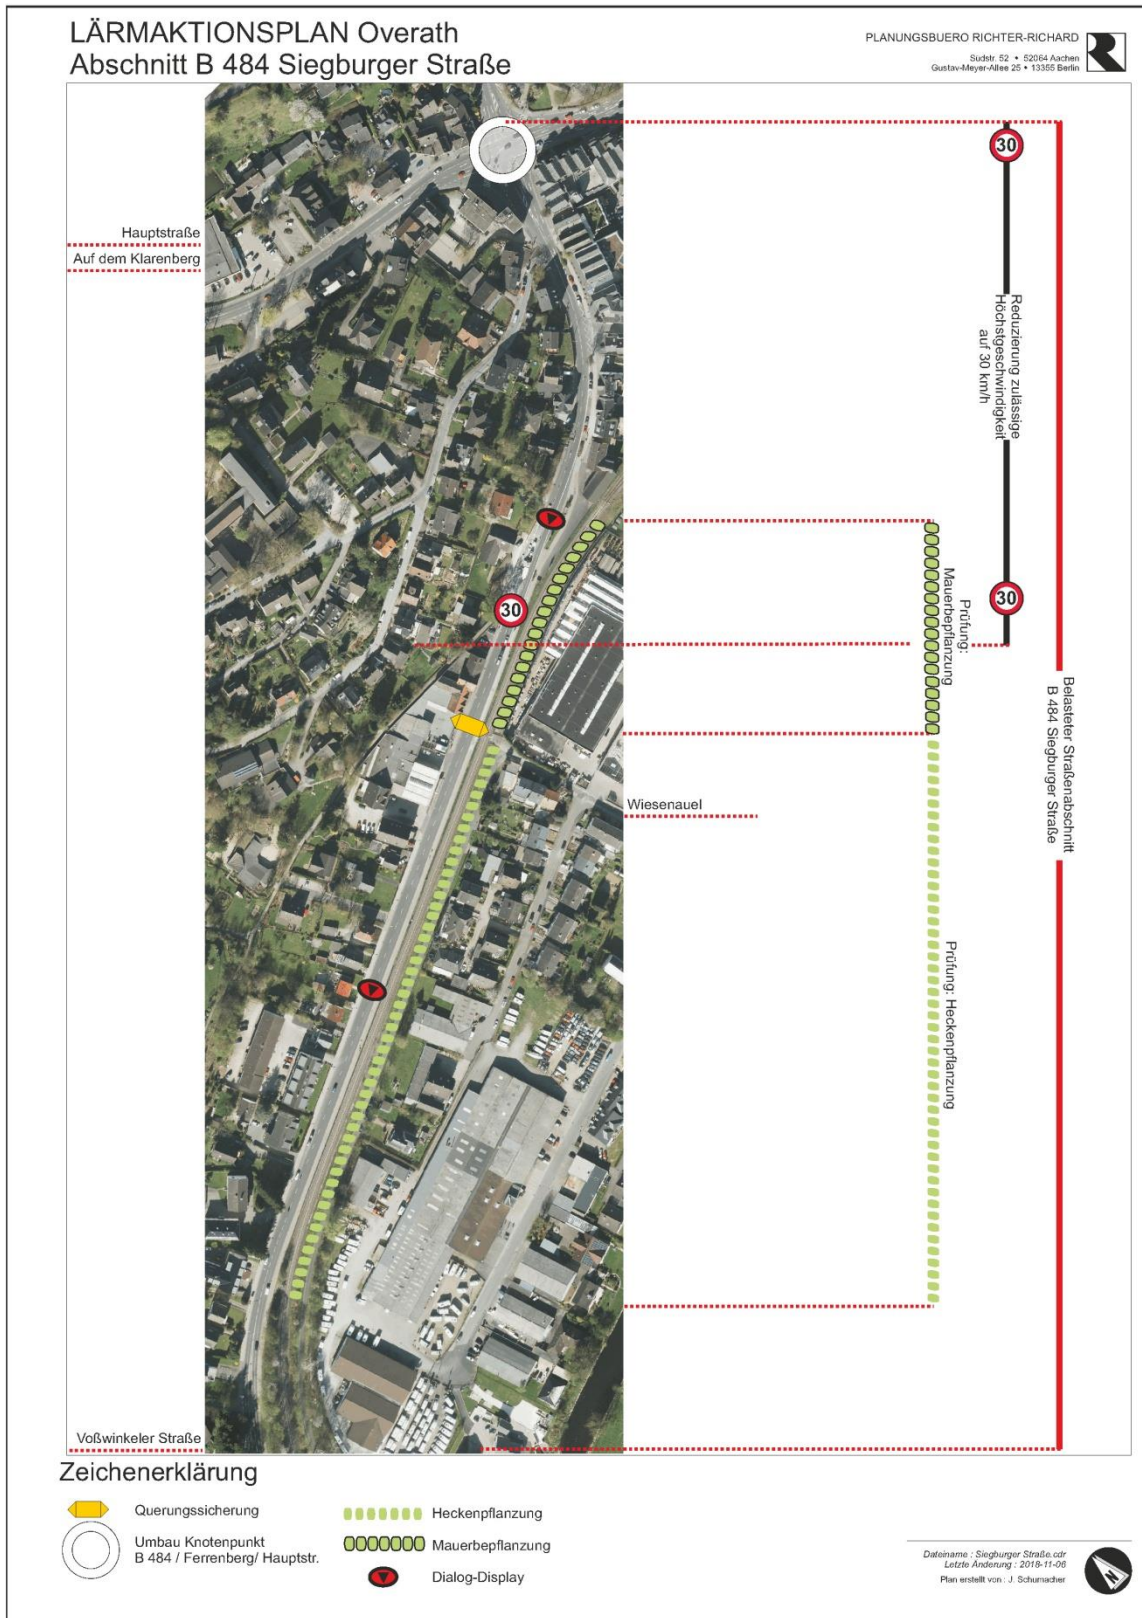 LÄRMAKTIONSPLAN Overath
Abschnitt B 484 Siegburger Straße
PLANUNGSBUERO RICHTER-RICHARD
Südstr. 52 • 52064 Aachen
Gustav-Meyer-Allee 25 • 13355 Berlin
30
Hauptstraße
Auf dem Klarenberg
Reduzierung zulässige
Höchstgeschwindigkeit
auf 30 km/h
30
30
Prüfung:
Mauerbepflanzung
Belasteter Straßenabschnitt
B 484 Siegburger Straße
Wiesenauel
Prüfung: Heckenpflanzung
Voßwinkeler Straße
Zeichenerklärung
Querungssicherung
Umbau Knotenpunkt
B 484 / Ferrenberg/ Hauptstr.
Heckenpflanzung
Mauerbepflanzung
Dialog-Display
Dateiname : Siegburger Straße.cdr
Letzte Änderung : 2018-11-06
Plan erstellt von : J. Schumacher
N